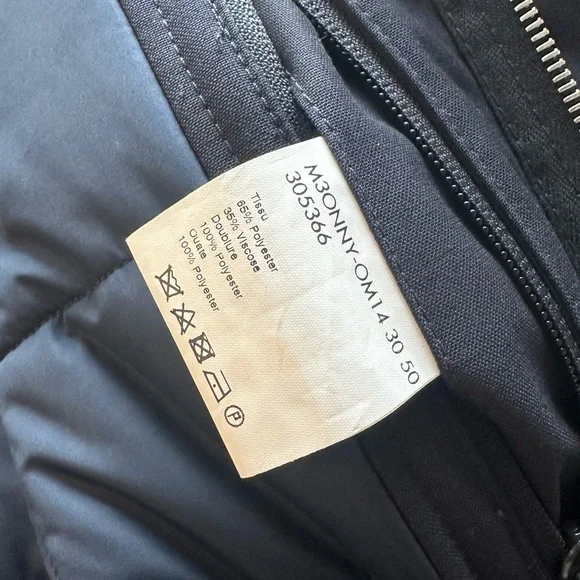 M3ONNY-OM14 30 50
305366
Tissu
65% Polyester
35% Viscose
Doublure
100% Polyester
Ouate
100% Polyester
P